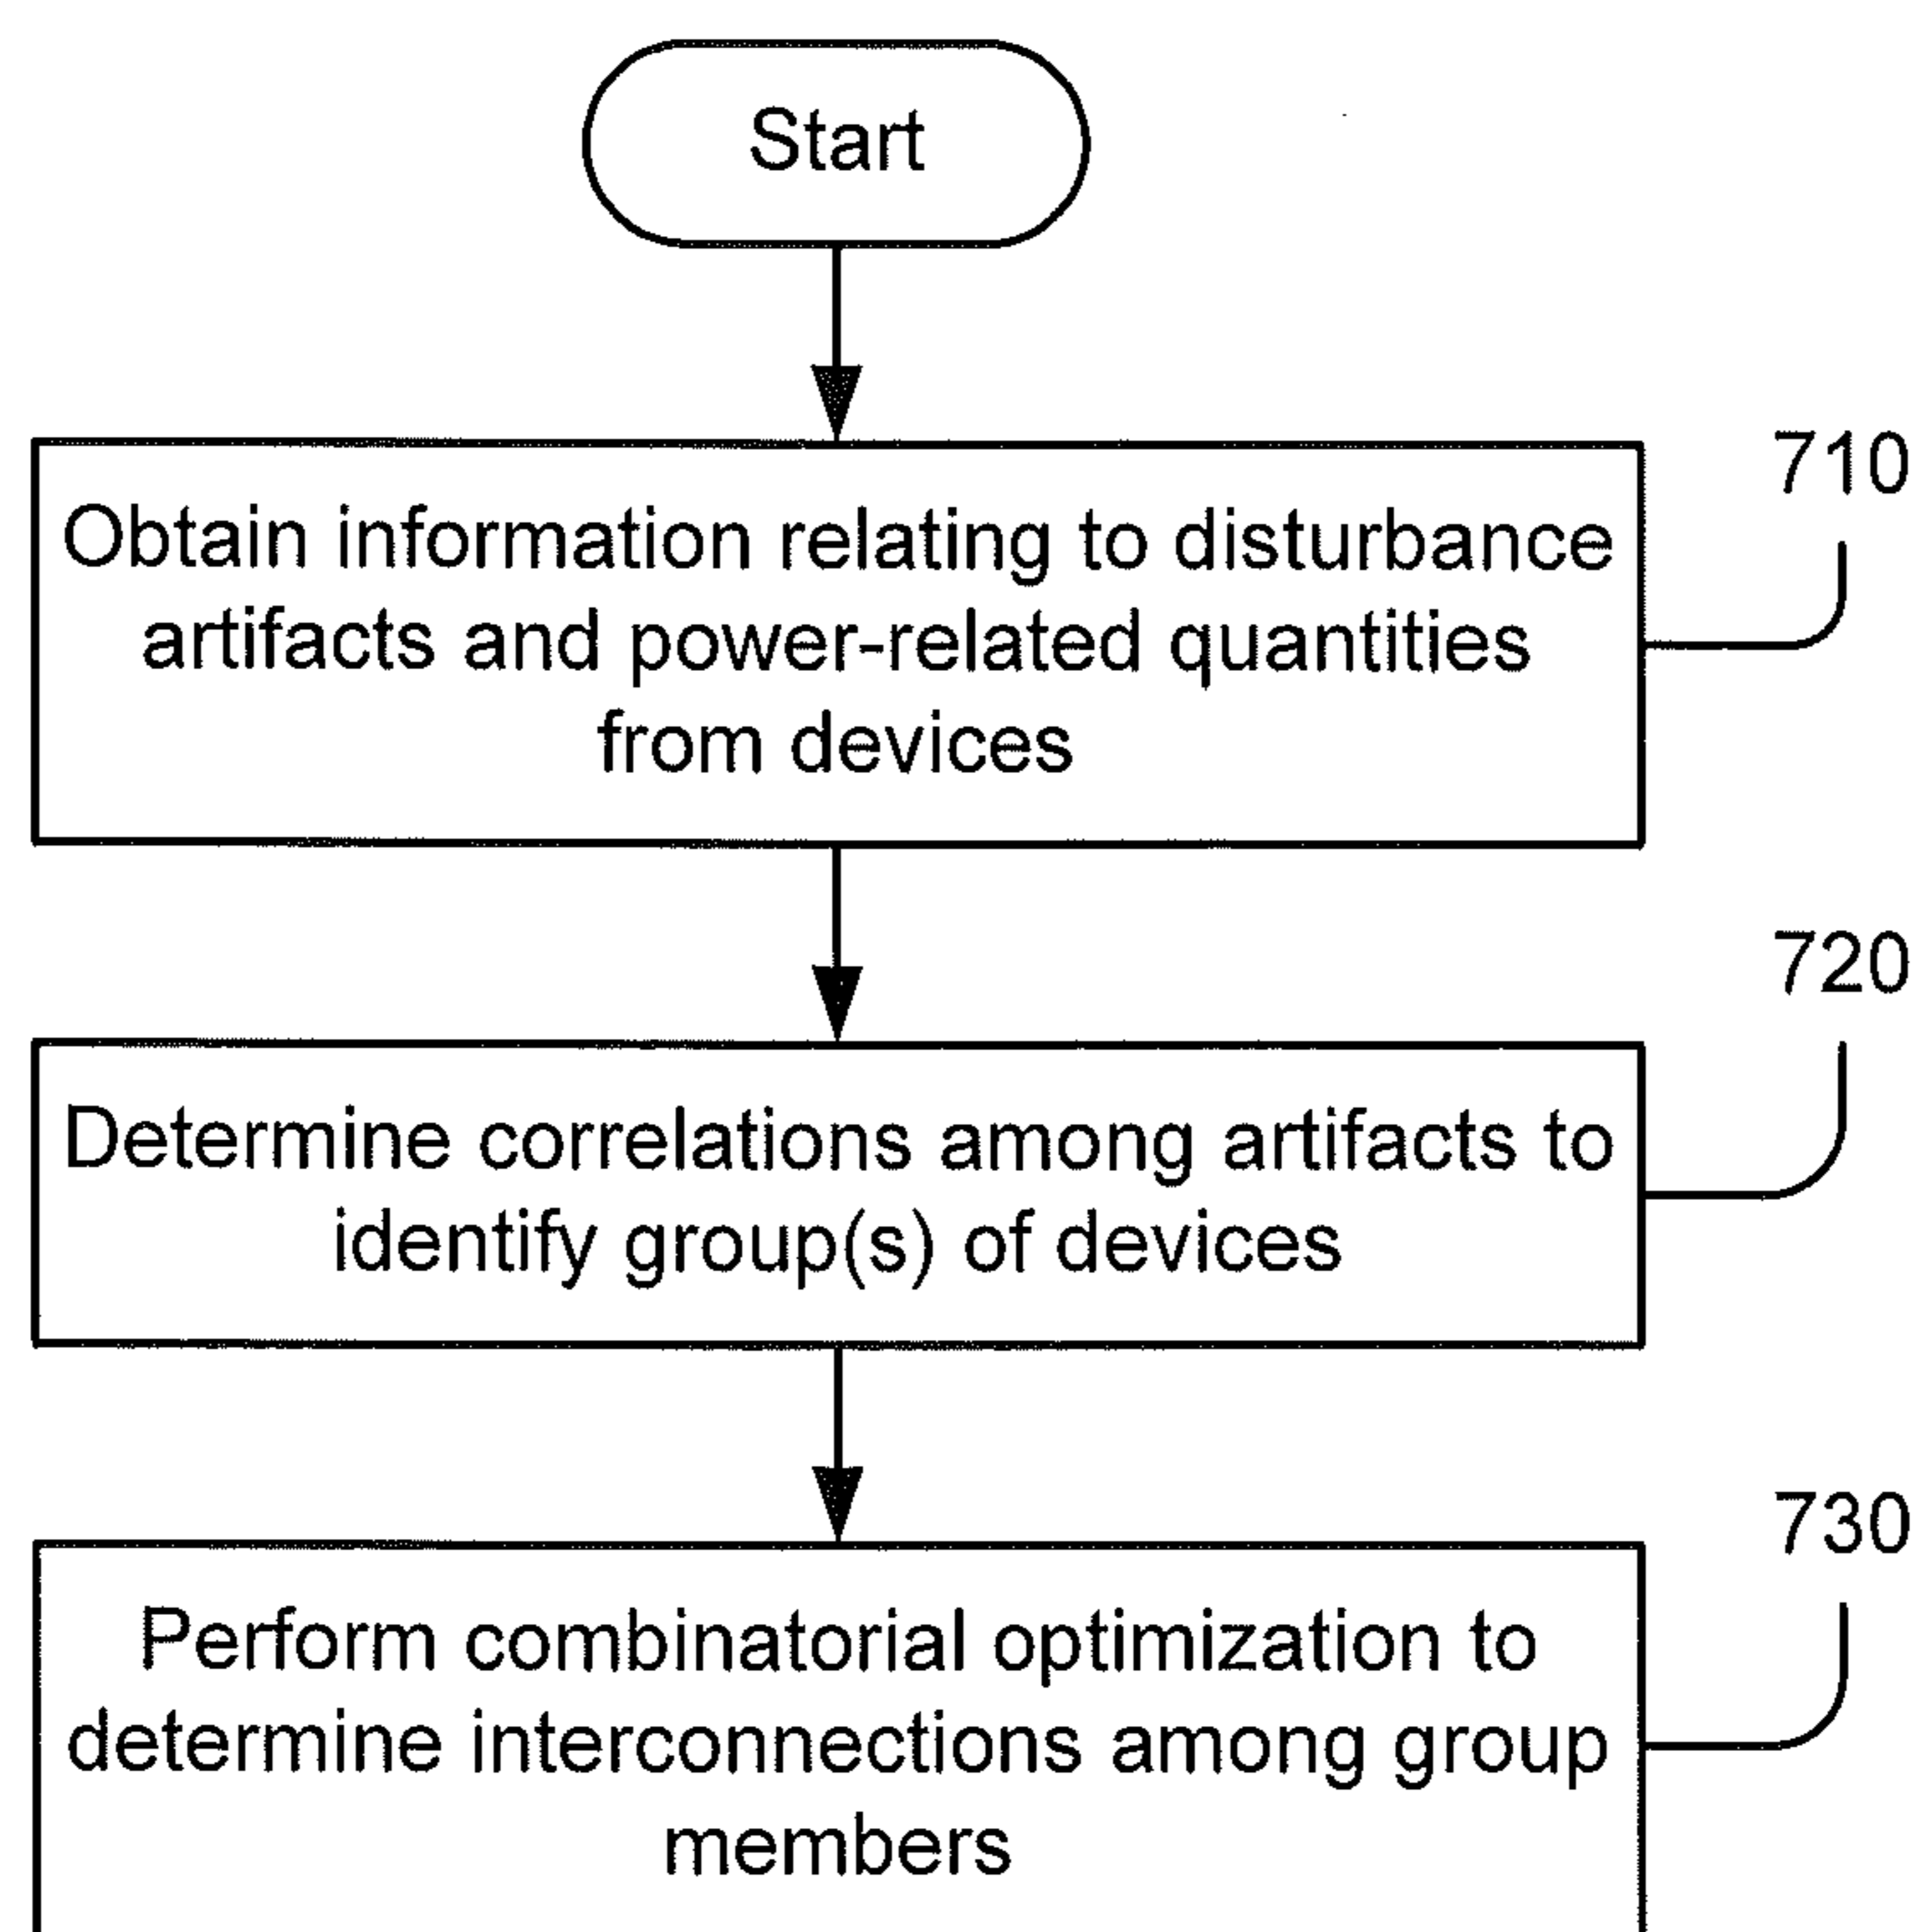 Start
710
Obtain information relating to disturbance
artifacts and power-related quantities
from devices
720
Determine correlations among artifacts to
identify group(s) of devices
730
Perform combinatorial optimization to
determine interconnections among group
members